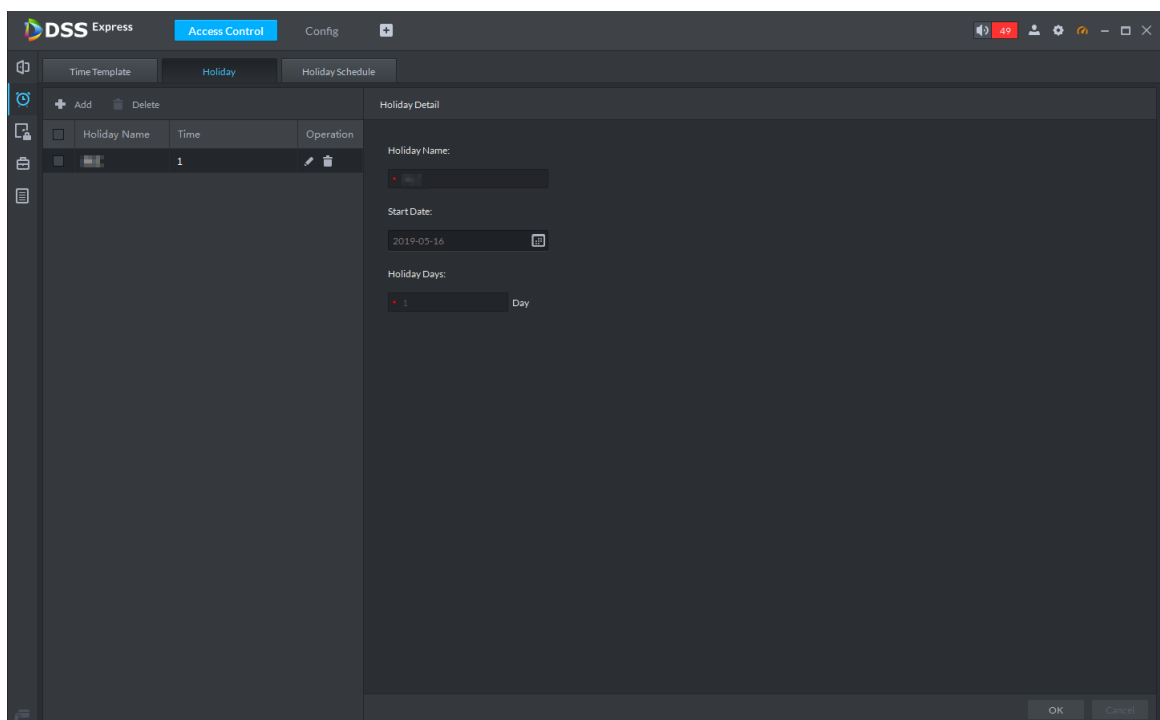 DSS Express Access Control Config 49
Time Template Holiday Holiday Schedule
Add Delete Holiday Detail
Holiday Name Time Operation
1
Holiday Name:
*
Start Date:
2019-05-16
Holiday Days:
* 1 Day
OK Cancel